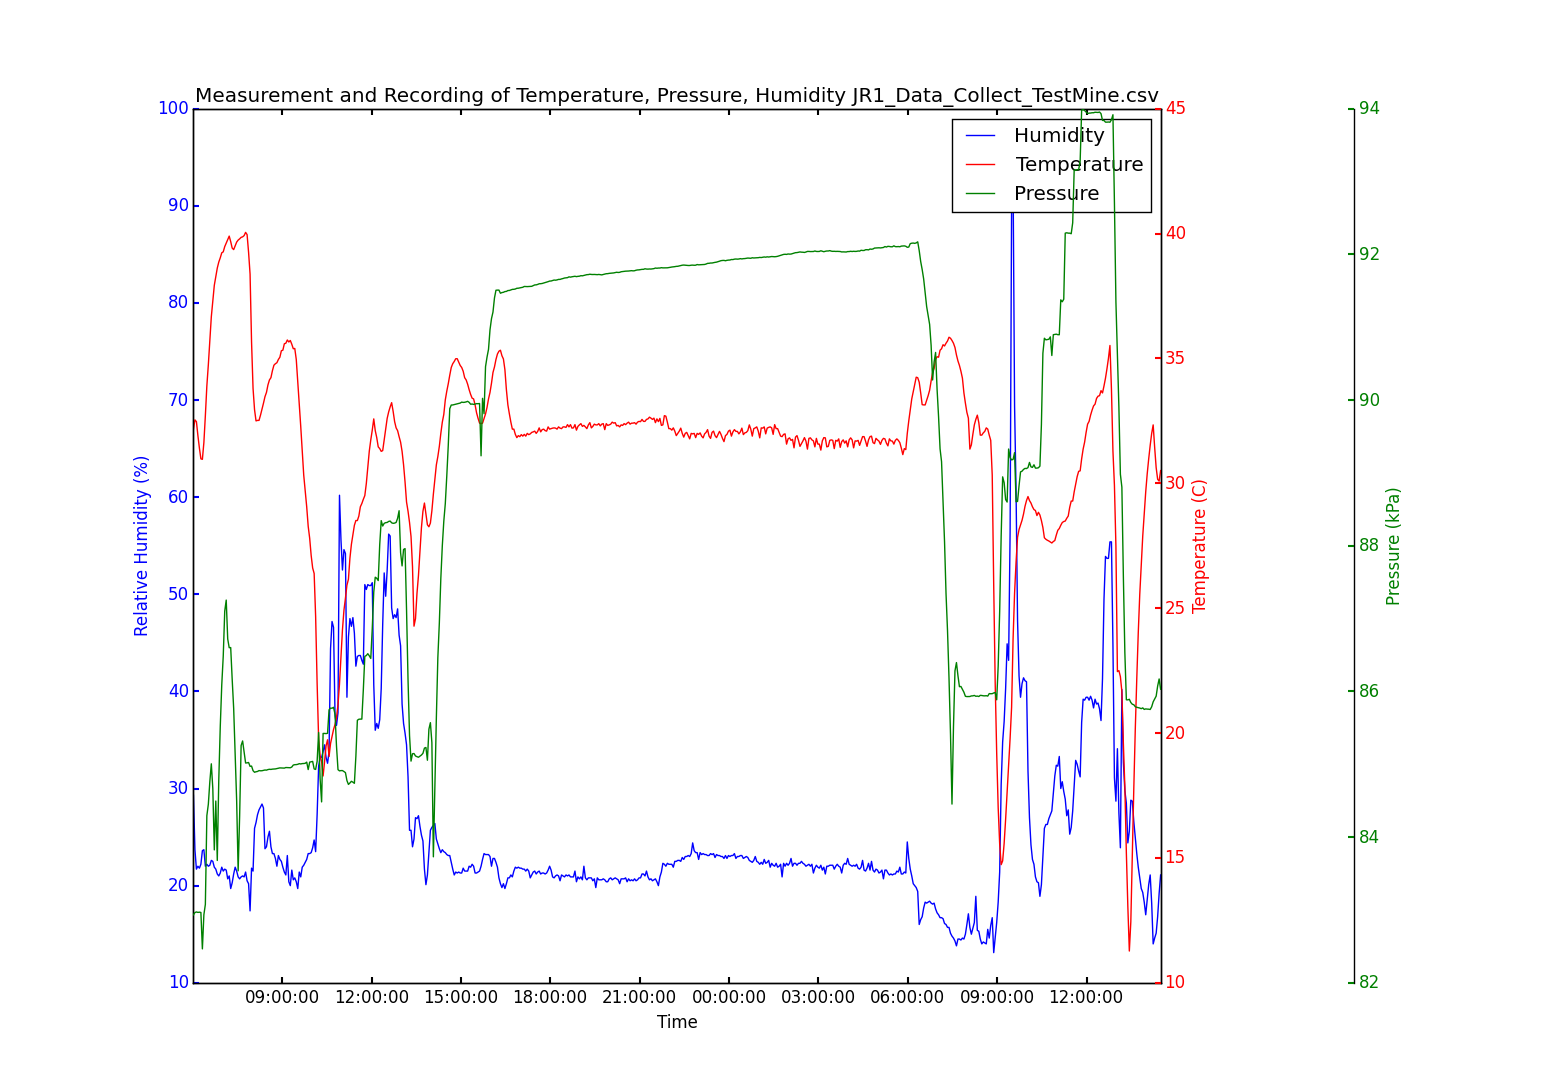 Measurement and Recording of Temperature, Pressure, Humidity JR1_Data_Collect_TestMine.csv
Humidity
Temperature
Pressure
Relative Humidity (%)
100
90
80
70
60
50
40
30
20
10
Temperature (C)
45
40
35
30
25
20
15
10
Pressure (kPa)
94
92
90
88
86
84
82
09:00:00 12:00:00 15:00:00 18:00:00 21:00:00 00:00:00 03:00:00 06:00:00 09:00:00 12:00:00
Time